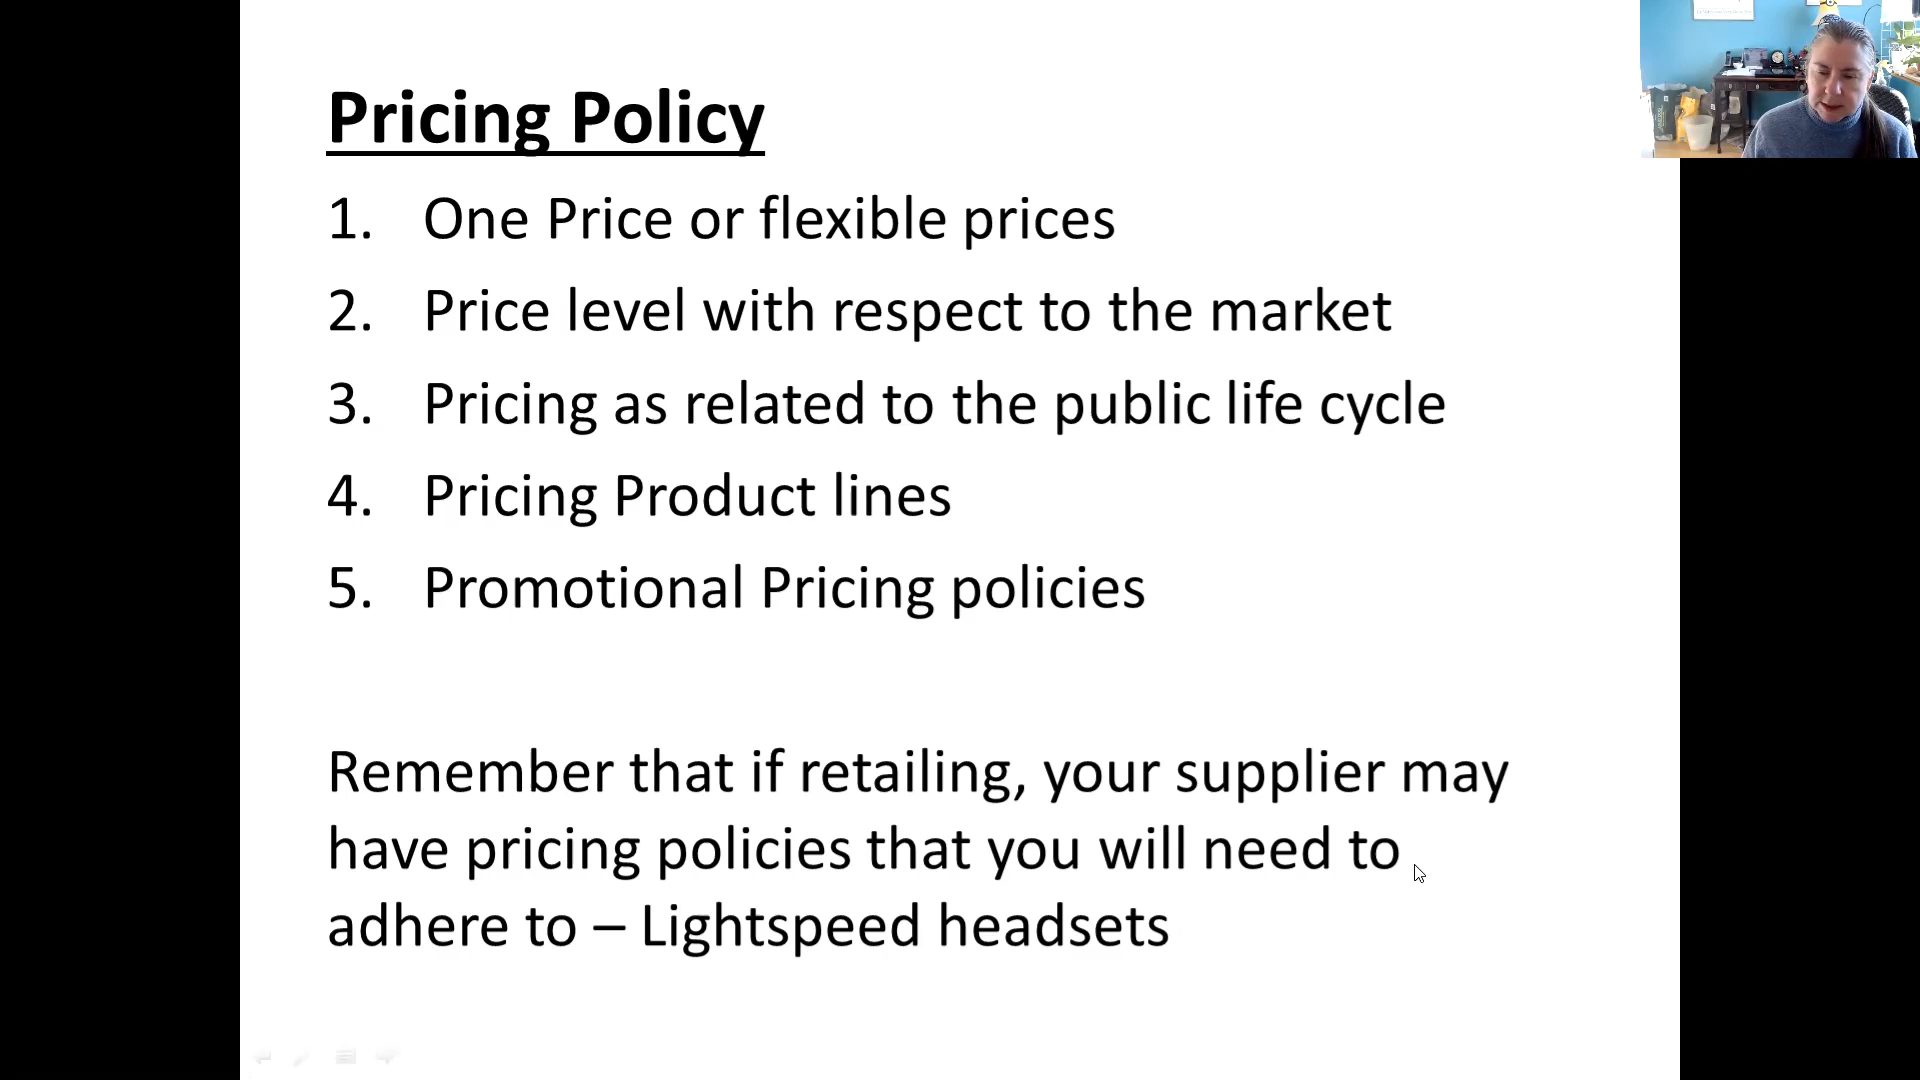 Pricing Policy
1. One Price or flexible prices
2. Price level with respect to the market
3. Pricing as related to the public life cycle
4. Pricing Product lines
5. Promotional Pricing policies
Remember that if retailing, your supplier may
have pricing policies that you will need to
adhere to – Lightspeed headsets